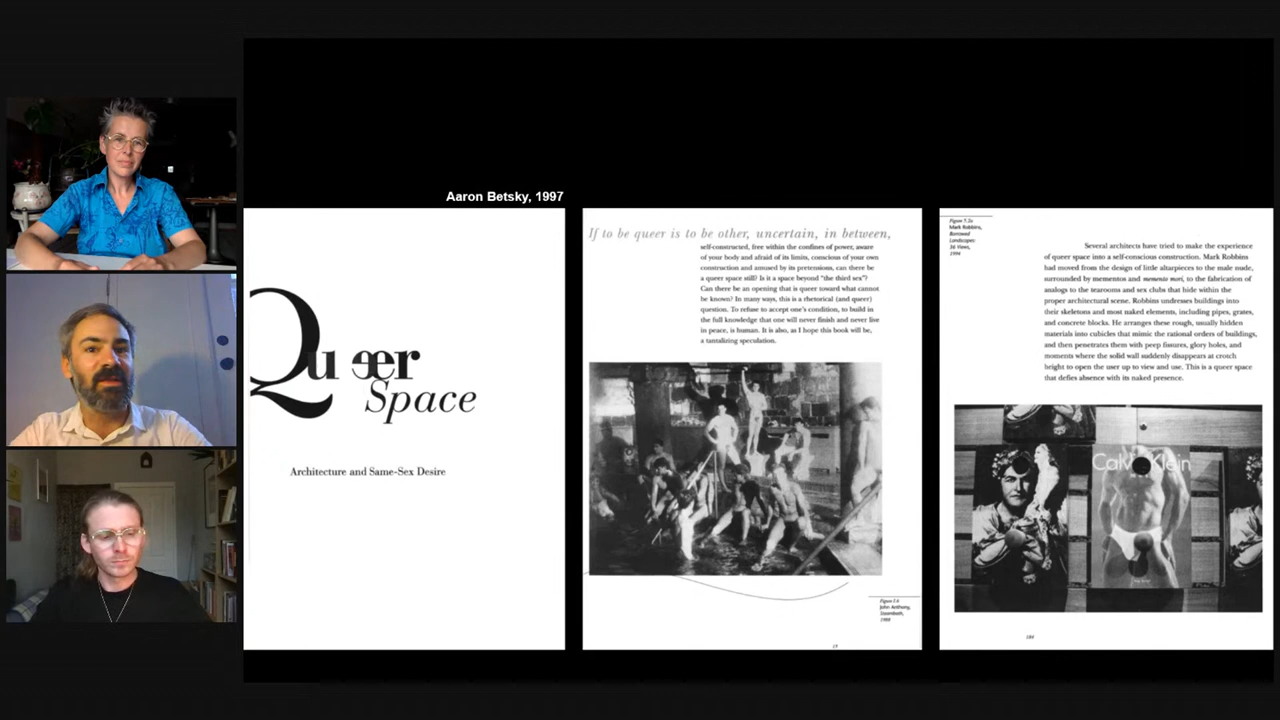 Aaron Betsky, 1997
Queer
Space
Architecture and Same-Sex Desire
If to be queer is to be other, uncertain, in between,
self-constructed, free within the confines of power, aware
of your body and afraid of its limits, conscious of your own
construction and amused by its pretensions, can there be
a queer space still? Is it a space beyond "the third sex"?
Can there be an opening that is queer toward what cannot
be known? In many ways, this is a rhetorical (and queer)
question. To refuse to accept one's condition, to build in
the full knowledge that one will never finish and never live
in peace, is human. It is also, as I hope this book will be,
a tantalizing speculation.
John Anthony,
Steambath,
1988
Mark Robbins,
Borrowed
Landscapes:
36 Views,
1994
Several architects have tried to make the experience
of queer space into a self-conscious construction. Mark Robbins
had moved from the design of little altarpieces to the male nude,
surrounded by mementos and memento mori, to the fabrication of
analogs to the tearooms and sex clubs that hide within the
proper architectural scene. Robbins undresses buildings into
their skeletons and most naked elements, including pipes, grates,
and concrete blocks. He arranges these rough, usually hidden
materials into cubicles that mimic the rational orders of buildings,
and then penetrates them with peep fissures, glory holes, and
moments where the solid wall suddenly disappears at crotch
height to open the user up to view and use. This is a queer space
that defies absence with its naked presence.
Calvin Klein
184